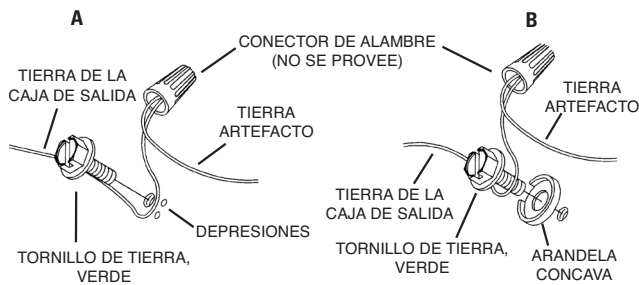 A
B
CONECTOR DE ALAMBRE
(NO SE PROVEE)
TIERRA DE LA
CAJA DE SALIDA
TIERRA
ARTEFACTO
TIERRA
ARTEFACTO
DEPRESIONES
TORNILLO DE TIERRA,
VERDE
TIERRA DE LA
CAJA DE SALIDA
TORNILLO DE TIERRA,
VERDE
ARANDELA
CONCAVA